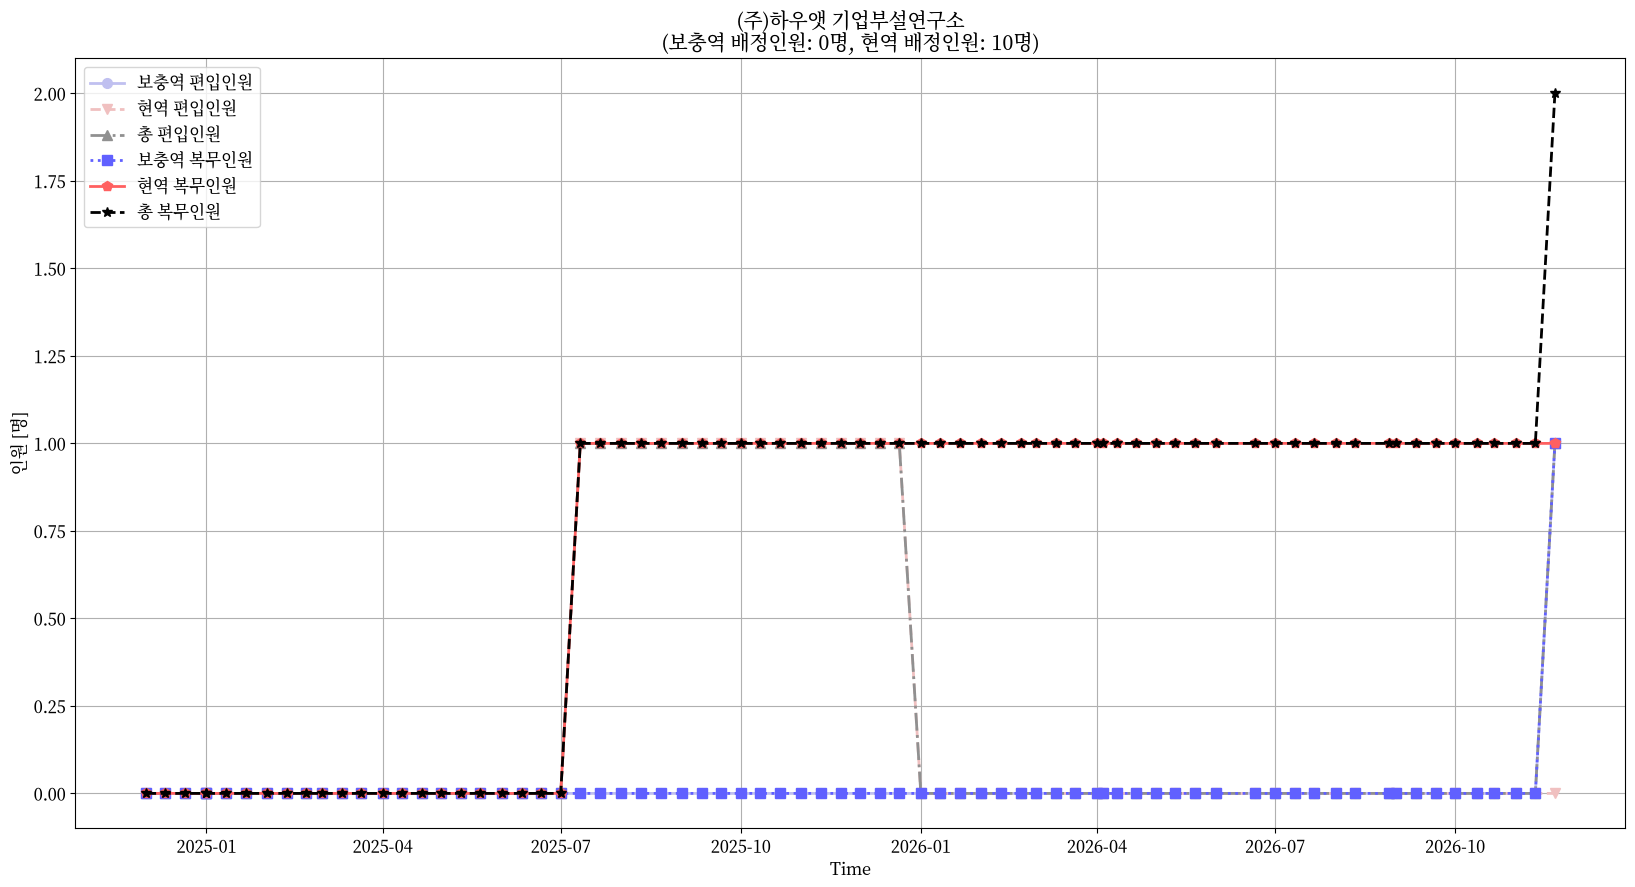 (주)하우앳 기업부설연구소
(보충역 배정인원: 0명, 현역 배정인원: 10명)
보충역 편입인원
현역 편입인원
총 편입인원
보충역 복무인원
현역 복무인원
총 복무인원
2.00
1.75
1.50
1.25
1.00
0.75
0.50
0.25
0.00
인원 [명]
2025-01
2025-04
2025-07
2025-10
2026-01
2026-04
2026-07
2026-10
Time